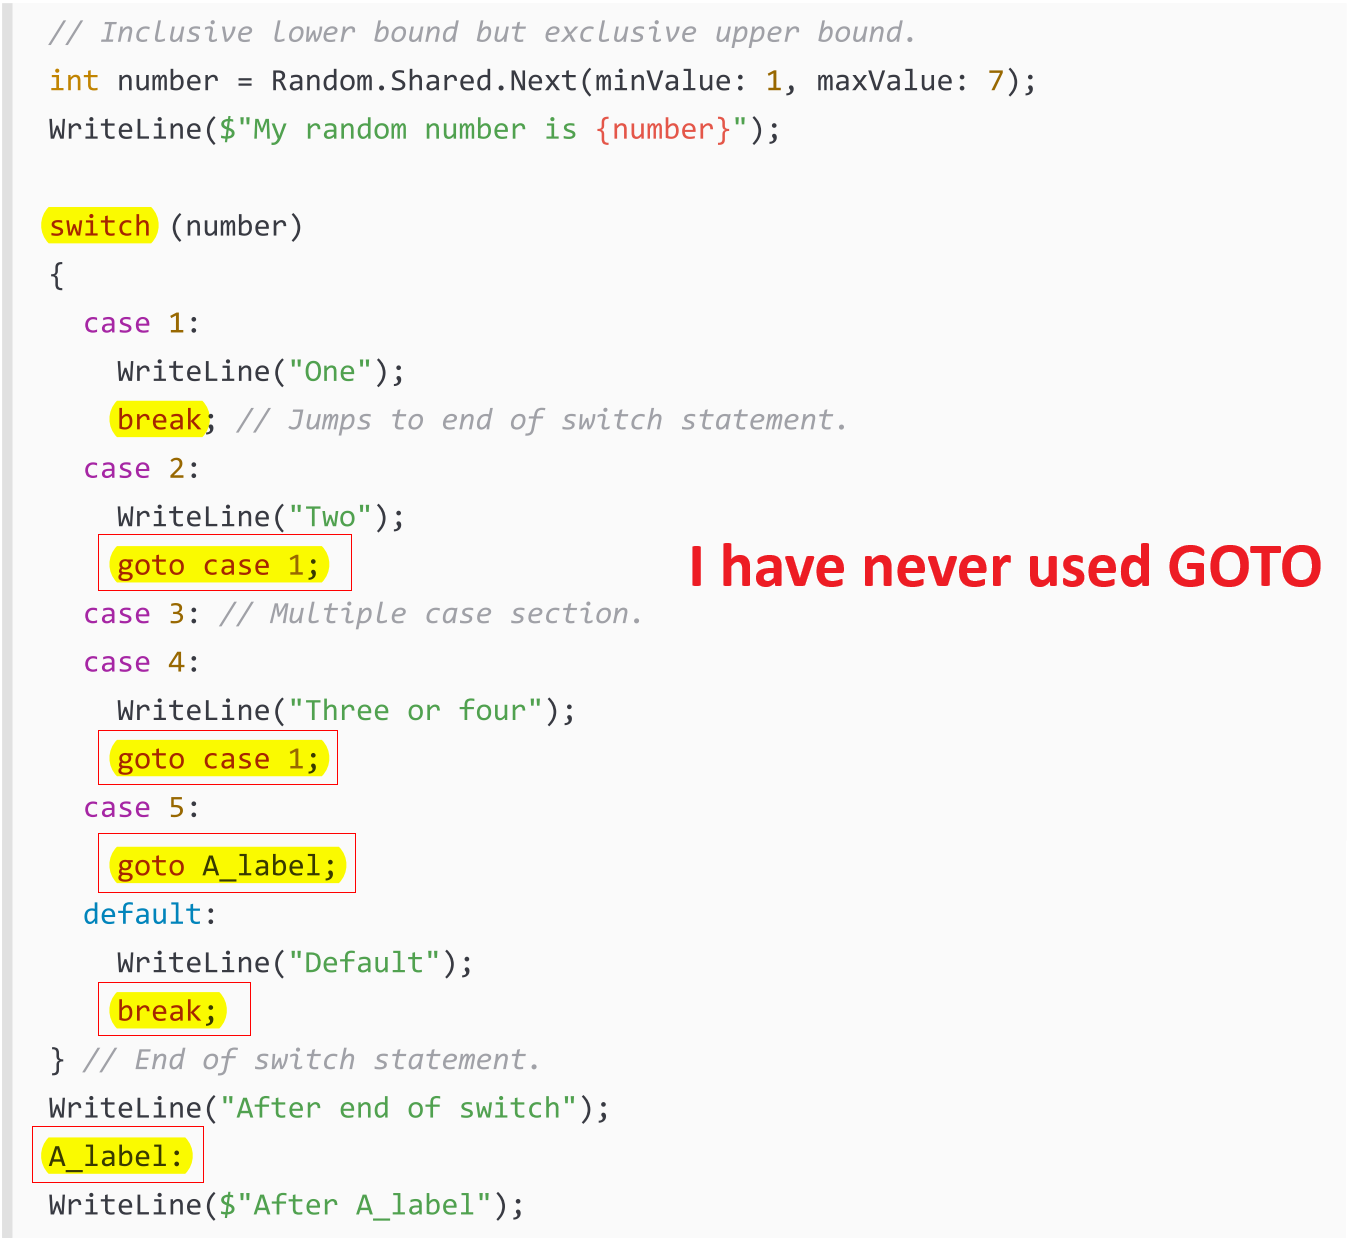 // Inclusive lower bound but exclusive upper bound.
int number = Random.Shared.Next(minValue: 1, maxValue: 7);
WriteLine($"My random number is {number}");
switch (number)
{
case 1:
WriteLine("One");
break; // Jumps to end of switch statement.
case 2:
WriteLine("Two");
goto case 1;
I have never used GOTO
case 3: // Multiple case section.
case 4:
WriteLine("Three or four");
goto case 1;
case 5:
goto A_label;
default:
WriteLine("Default");
break;
} // End of switch statement.
WriteLine("After end of switch");
A_label:
WriteLine($"After A_label");